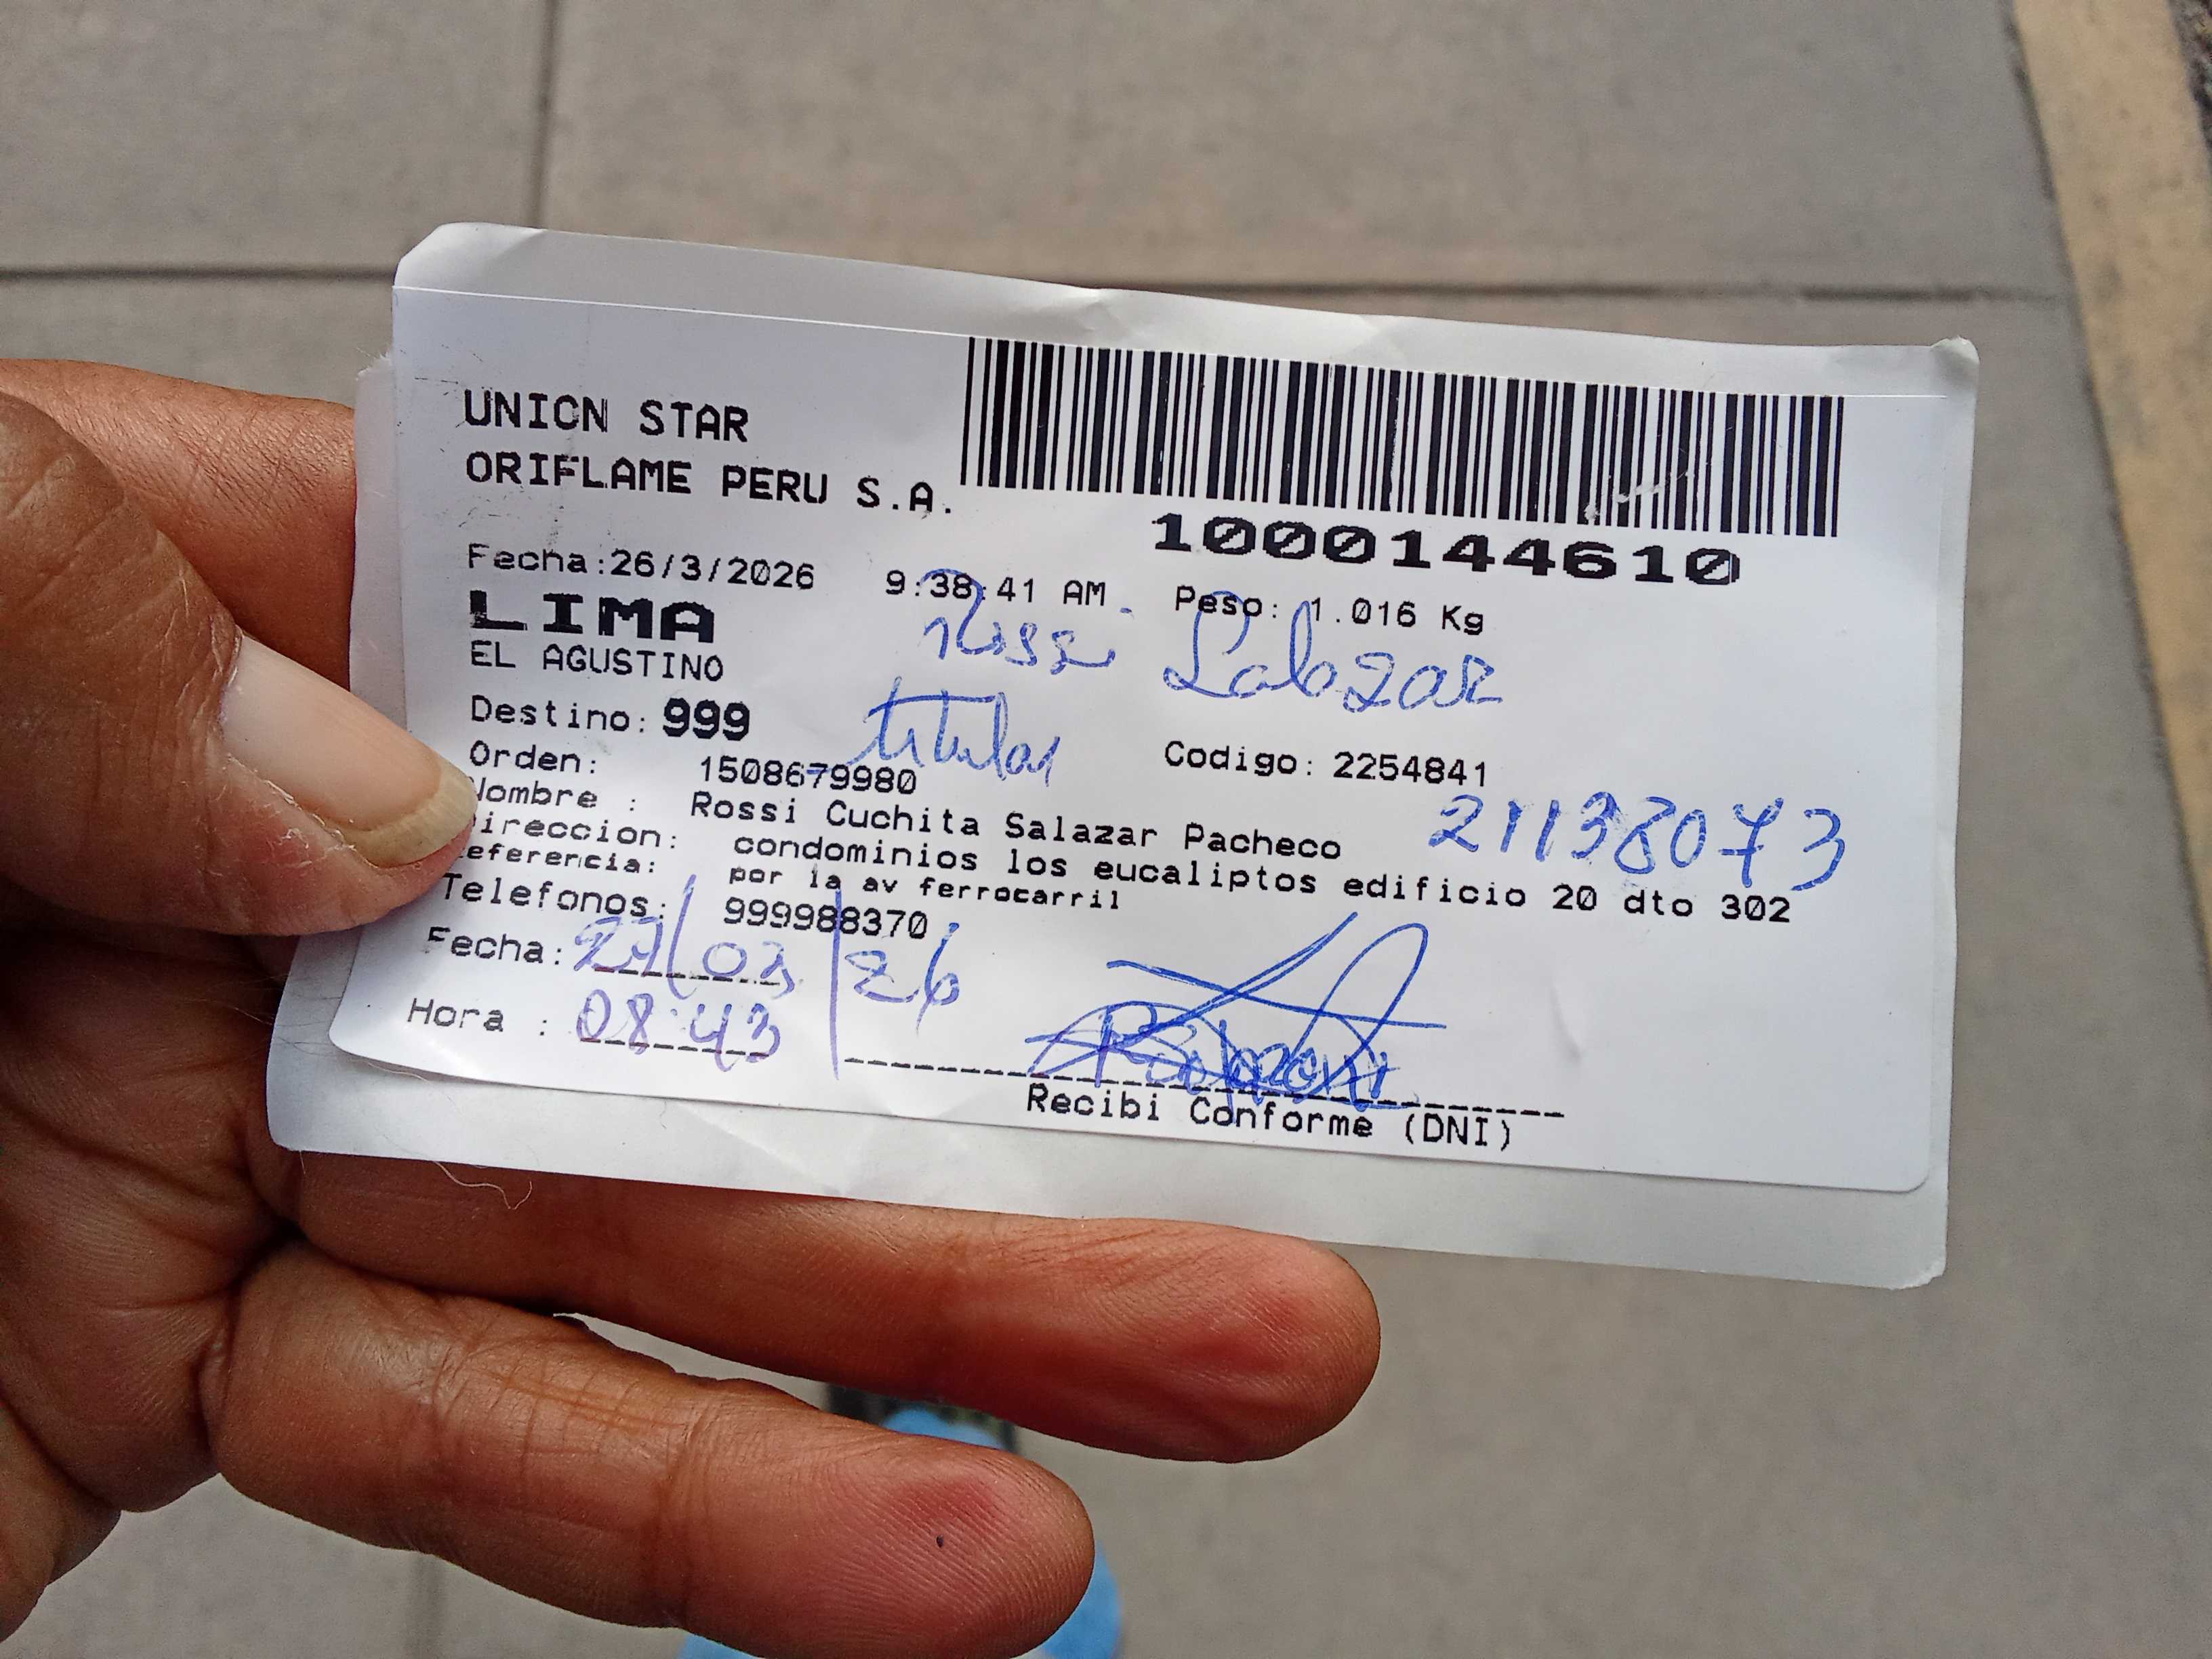 UNION STAR
ORIFLAME PERU S.A.
1000144610
Fecha:26/3/2026 9:38:41 AM. Peso: 1.016 Kg
LIMA
Rossi Salazar
EL AGUSTINO
titular
Destino: 999
Codigo: 2254841
Orden: 1508679980
21138073
Nombre : Rossi Cuchita Salazar Pacheco
Direccion: condominios los eucaliptos edificio 20 dto 302
Referencia: por la av ferrocarril
Telefonos: 999988370
Fecha: 27/03/26
Hora : 08:43
Recibi Conforme (DNI)